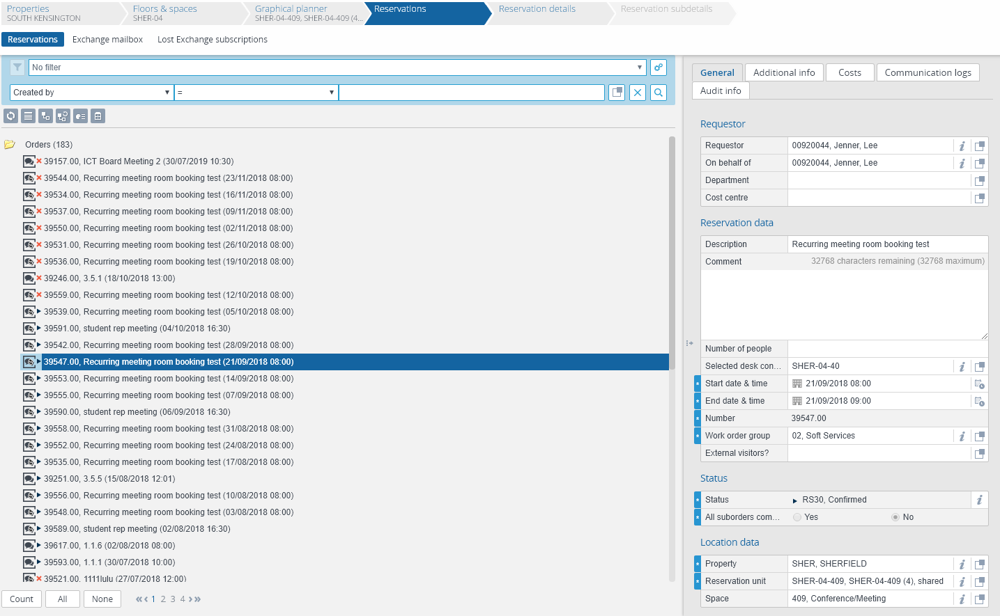 Properties
SOUTH KENSINGTON
Floors & spaces
SHER-04
Graphical planner
SHER-04-409, SHER-04-409 (4...
Reservations
Reservation details
Reservation subdetails
Reservations Exchange mailbox Lost Exchange subscriptions
No filter
Created by =
Orders (183)
39157.00, ICT Board Meeting 2 (30/07/2019 10:30)
39544.00, Recurring meeting room booking test (23/11/2018 08:00)
39534.00, Recurring meeting room booking test (16/11/2018 08:00)
39537.00, Recurring meeting room booking test (09/11/2018 08:00)
39550.00, Recurring meeting room booking test (02/11/2018 08:00)
39531.00, Recurring meeting room booking test (26/10/2018 08:00)
39536.00, Recurring meeting room booking test (19/10/2018 08:00)
39246.00, 3.5.1 (18/10/2018 13:00)
39559.00, Recurring meeting room booking test (12/10/2018 08:00)
39539.00, Recurring meeting room booking test (05/10/2018 08:00)
39591.00, student rep meeting (04/10/2018 16:30)
39542.00, Recurring meeting room booking test (28/09/2018 08:00)
39547.00, Recurring meeting room booking test (21/09/2018 08:00)
39553.00, Recurring meeting room booking test (14/09/2018 08:00)
39555.00, Recurring meeting room booking test (07/09/2018 08:00)
39590.00, student rep meeting (06/09/2018 16:30)
39558.00, Recurring meeting room booking test (31/08/2018 08:00)
39552.00, Recurring meeting room booking test (24/08/2018 08:00)
39535.00, Recurring meeting room booking test (17/08/2018 08:00)
39251.00, 3.5.5 (15/08/2018 12:01)
39556.00, Recurring meeting room booking test (10/08/2018 08:00)
39548.00, Recurring meeting room booking test (03/08/2018 08:00)
39589.00, student rep meeting (02/08/2018 16:30)
39617.00, 1.1.6 (02/08/2018 08:00)
39593.00, 1.1.1 (30/07/2018 10:00)
39521.00, 1111lulu (27/07/2018 12:00)
Count All None «‹ 1 2 3 4 ›»
General Additional info Costs Communication logs
Audit info
Requestor
Requestor 00920044, Jenner, Lee
On behalf of 00920044, Jenner, Lee
Department
Cost centre
Reservation data
Description Recurring meeting room booking test
Comment 32768 characters remaining (32768 maximum)
Number of people
Selected desk con... SHER-04-40
* Start date & time 21/09/2018 08:00
* End date & time 21/09/2018 09:00
* Number 39547.00
* Work order group 02, Soft Services
External visitors?
Status
* Status RS30, Confirmed
* All suborders com... Yes No
Location data
* Property SHER, SHERFIELD
* Reservation unit SHER-04-409, SHER-04-409 (4), shared
Space 409, Conference/Meeting